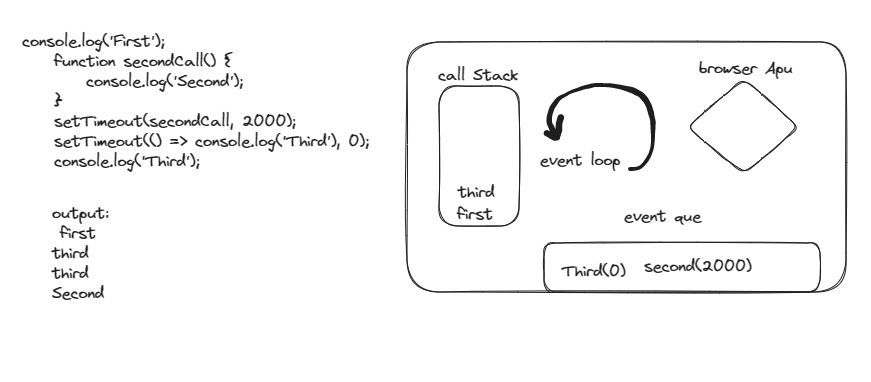 console.log('First');
function secondCall() {
console.log('Second');
}
setTimeout(secondCall, 2000);
setTimeout(() => console.log('Third'), 0);
console.log('Third');
output:
first
third
third
Second
call Stack
third
first
event loop
browser Apu
event que
Third(0) second(2000)